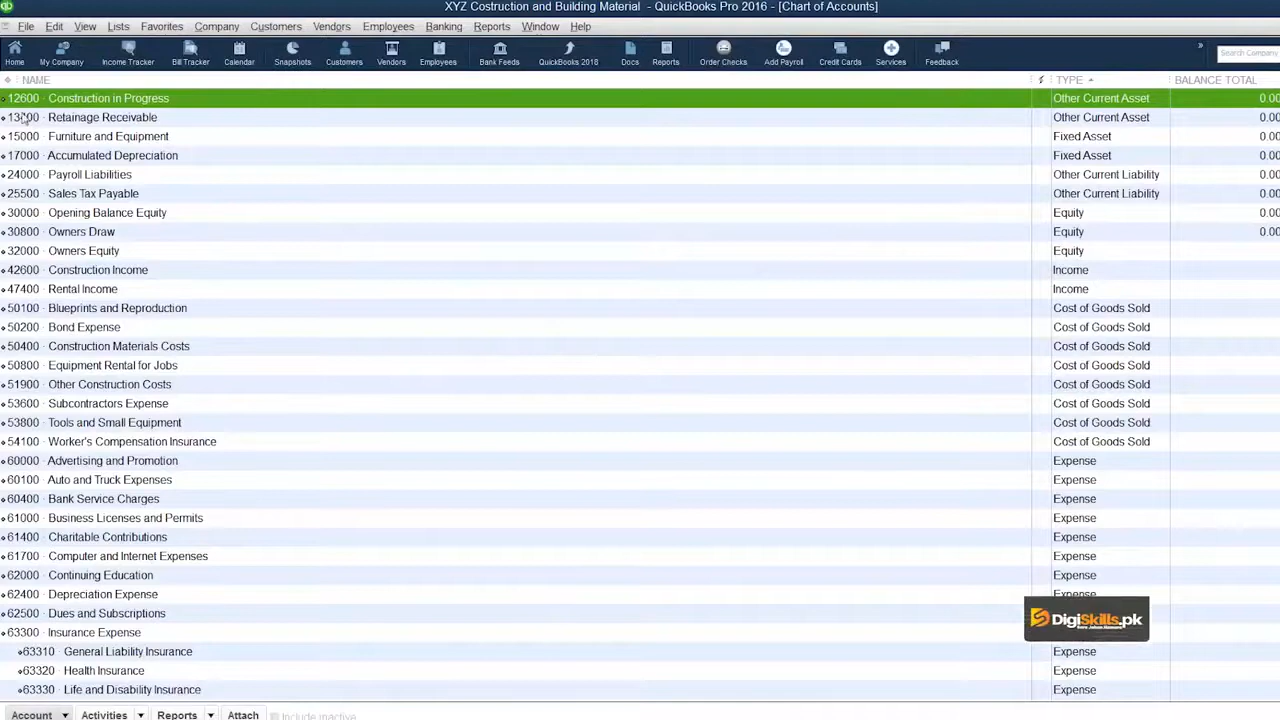 XYZ Costruction and Building Material - QuickBooks Pro 2016 - [Chart of Accounts]
File Edit View Lists Favorites Company Customers Vendors Employees Banking Reports Window Help
Home My Company Income Tracker Bill Tracker Calendar Snapshots Customers Vendors Employees Bank Feeds QuickBooks 2018 Docs Reports Order Checks Add Payroll Credit Cards Services Feedback Search Company
NAME TYPE BALANCE TOTAL
12600 · Construction in Progress Other Current Asset 0.00
Retainage Receivable Other Current Asset 0.00
15000 · Furniture and Equipment Fixed Asset 0.00
17000 · Accumulated Depreciation Fixed Asset 0.00
24000 · Payroll Liabilities Other Current Liability 0.00
25500 · Sales Tax Payable Other Current Liability 0.00
30000 · Opening Balance Equity Equity 0.00
30800 · Owners Draw Equity 0.00
32000 · Owners Equity Equity
42600 · Construction Income Income
47400 · Rental Income Income
50100 · Blueprints and Reproduction Cost of Goods Sold
50200 · Bond Expense Cost of Goods Sold
50400 · Construction Materials Costs Cost of Goods Sold
50800 · Equipment Rental for Jobs Cost of Goods Sold
51900 · Other Construction Costs Cost of Goods Sold
53600 · Subcontractors Expense Cost of Goods Sold
53800 · Tools and Small Equipment Cost of Goods Sold
54100 · Worker's Compensation Insurance Cost of Goods Sold
60000 · Advertising and Promotion Expense
60100 · Auto and Truck Expenses Expense
60400 · Bank Service Charges Expense
61000 · Business Licenses and Permits Expense
61400 · Charitable Contributions Expense
61700 · Computer and Internet Expenses Expense
62000 · Continuing Education Expense
62400 · Depreciation Expense Expense
62500 · Dues and Subscriptions
DigiSkills.pk
63300 · Insurance Expense
63310 · General Liability Insurance Expense
63320 · Health Insurance Expense
63330 · Life and Disability Insurance Expense
Account Activities Reports Attach Include inactive